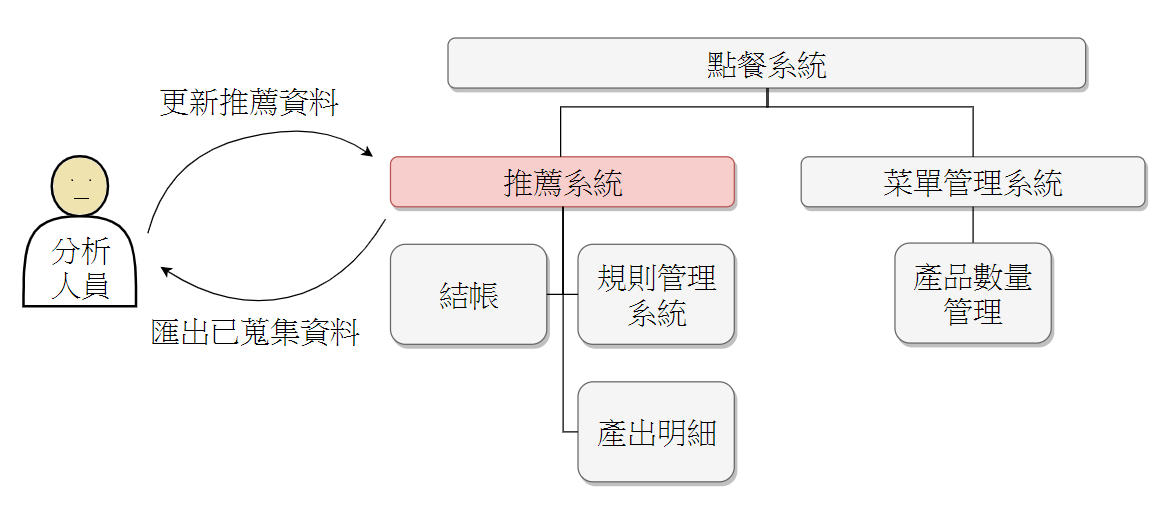 點餐系統
更新推薦資料
推薦系統
菜單管理系統
分析
人員
結帳
規則管理
系統
產品數量
管理
匯出已蒐集資料
產出明細